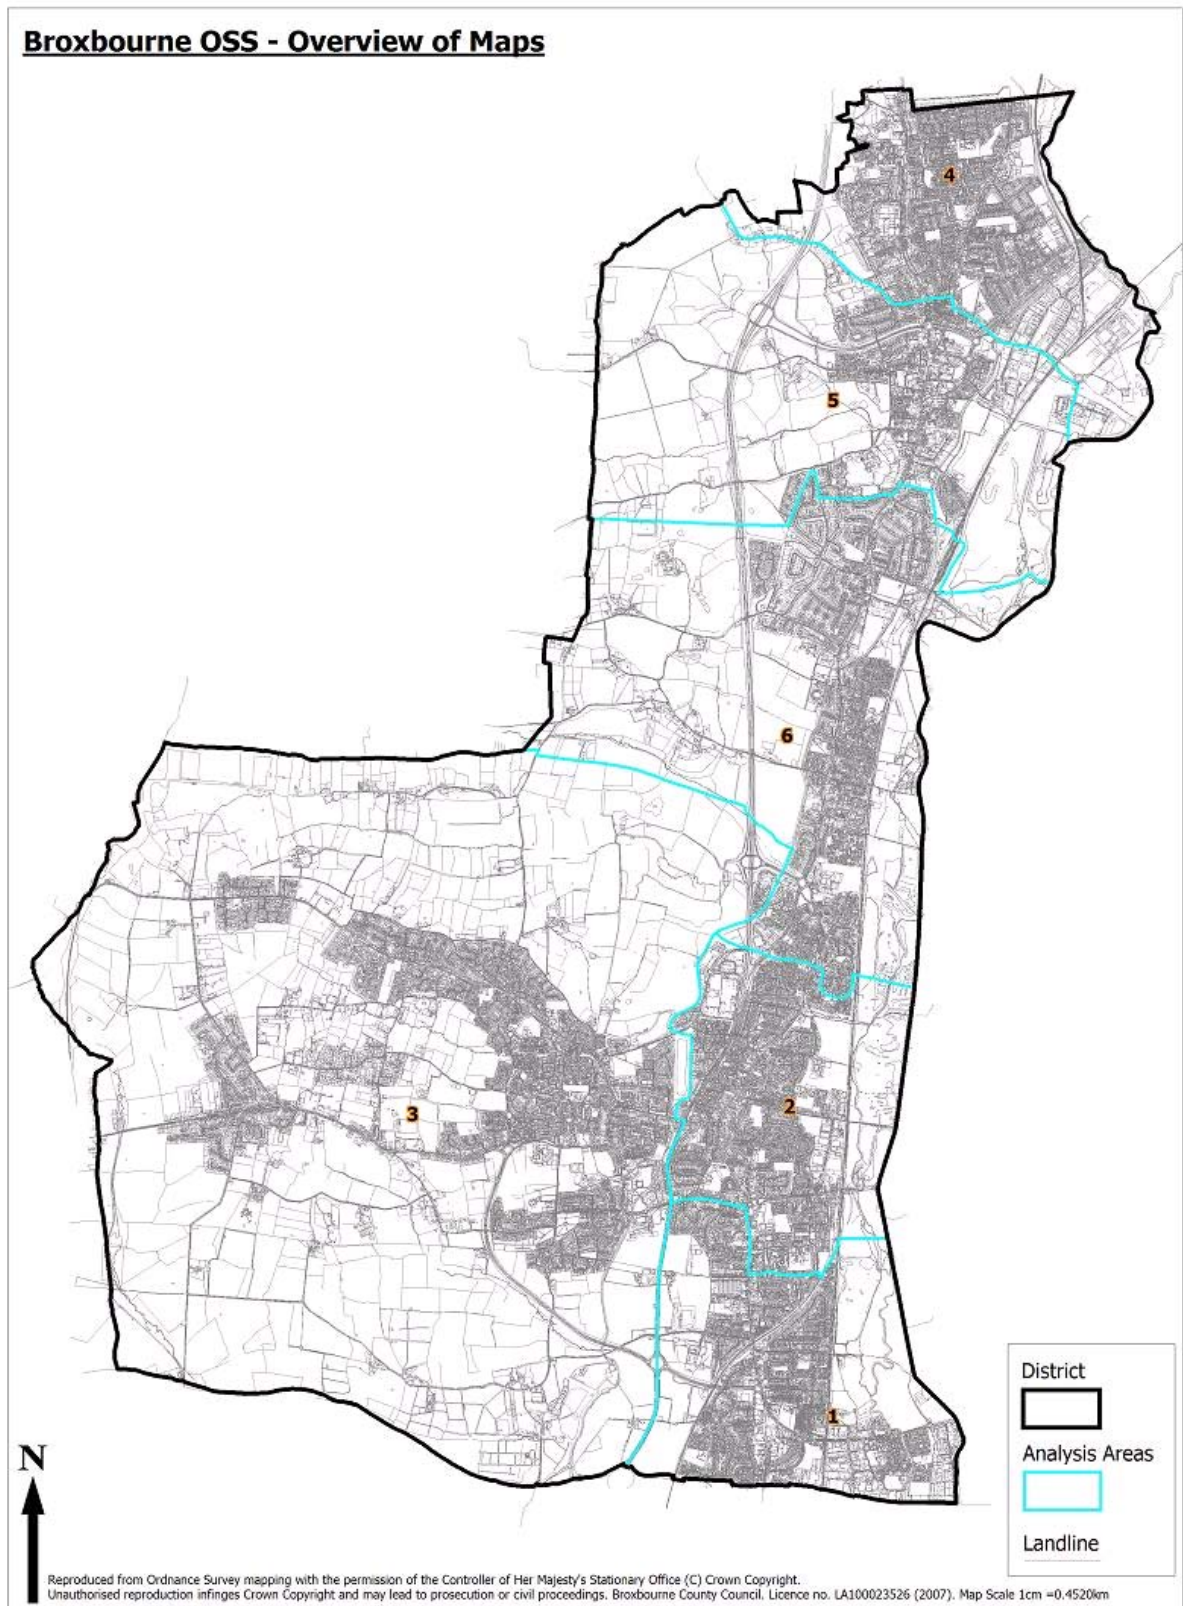 Broxbourne OSS - Overview of Maps
4
5
6
3
2
1
District
Analysis Areas
Landline
N
Reproduced from Ordnance Survey mapping with the permission of the Controller of Her Majesty's Stationary Office (C) Crown Copyright.
Unauthorised reproduction infinges Crown Copyright and may lead to prosecution or civil proceedings. Broxbourne County Council. Licence no. LA100023526 (2007). Map Scale 1cm =0.4520km